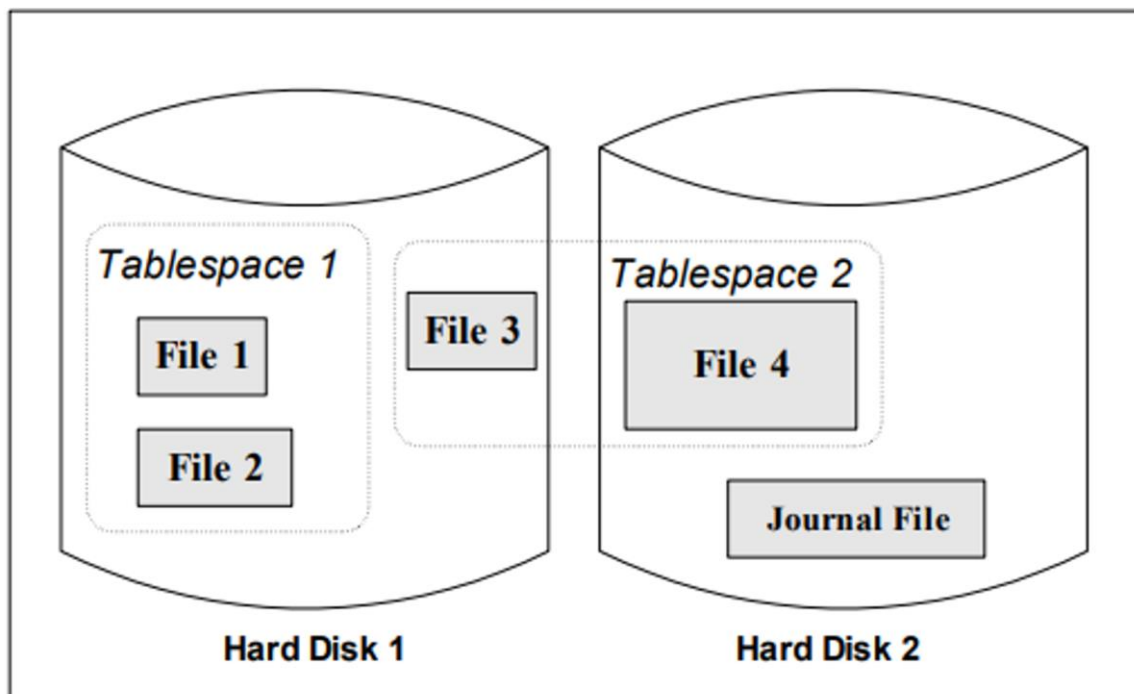 Tablespace 1
File 1
File 2
File 3
Tablespace 2
File 4
Journal File
Hard Disk 1
Hard Disk 2